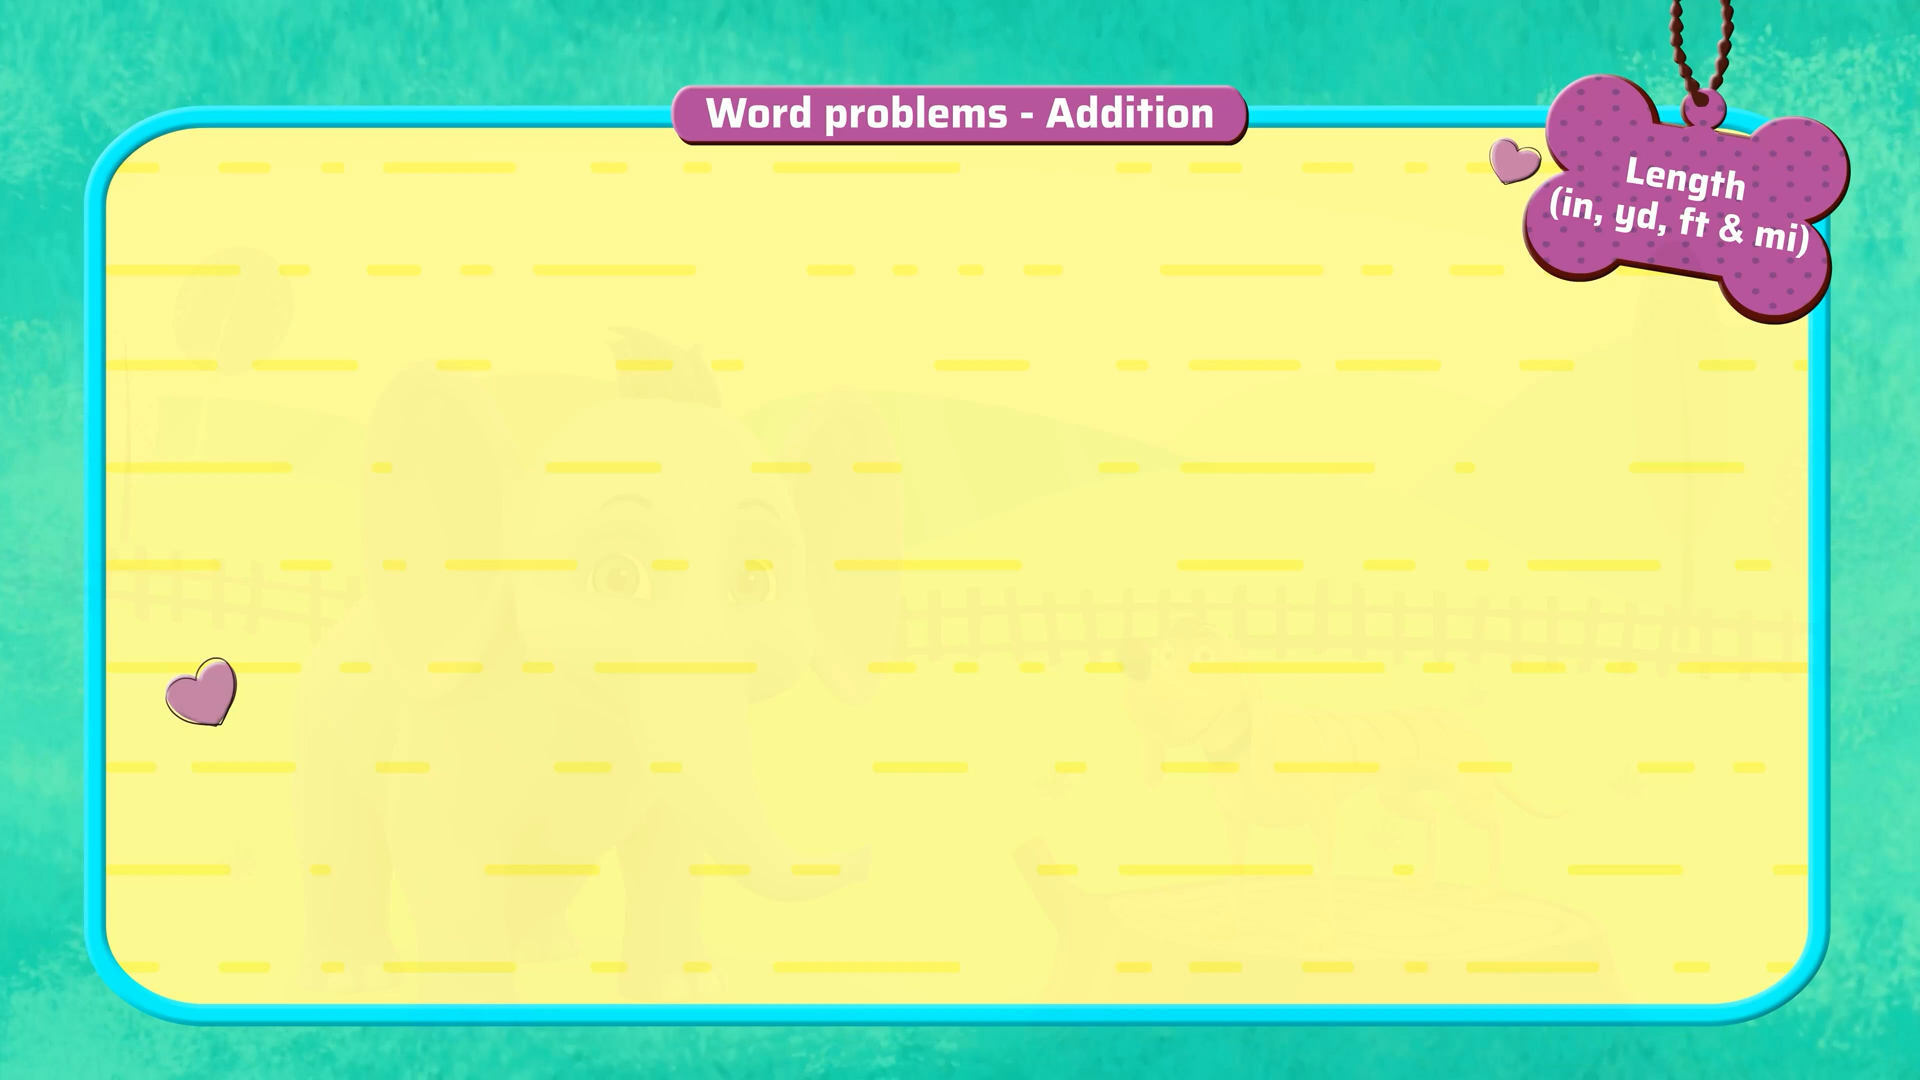 Word problems - Addition
Length
(in, yd, ft & mi)